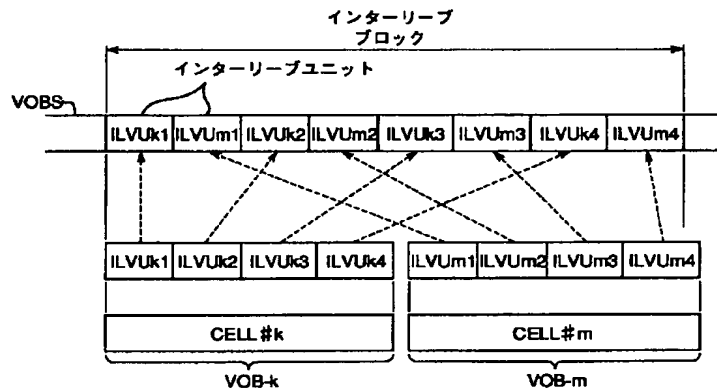 インターリーブ
ブロック
インターリーブユニット
VOBS
ILVUk1 ILVUm1 ILVUk2 ILVUm2 ILVUk3 ILVUm3 ILVUk4 ILVUm4
ILVUk1 ILVUk2 ILVUk3 ILVUk4 ILVUm1 ILVUm2 ILVUm3 ILVUm4
CELL#k CELL#m
VOB-k VOB-m